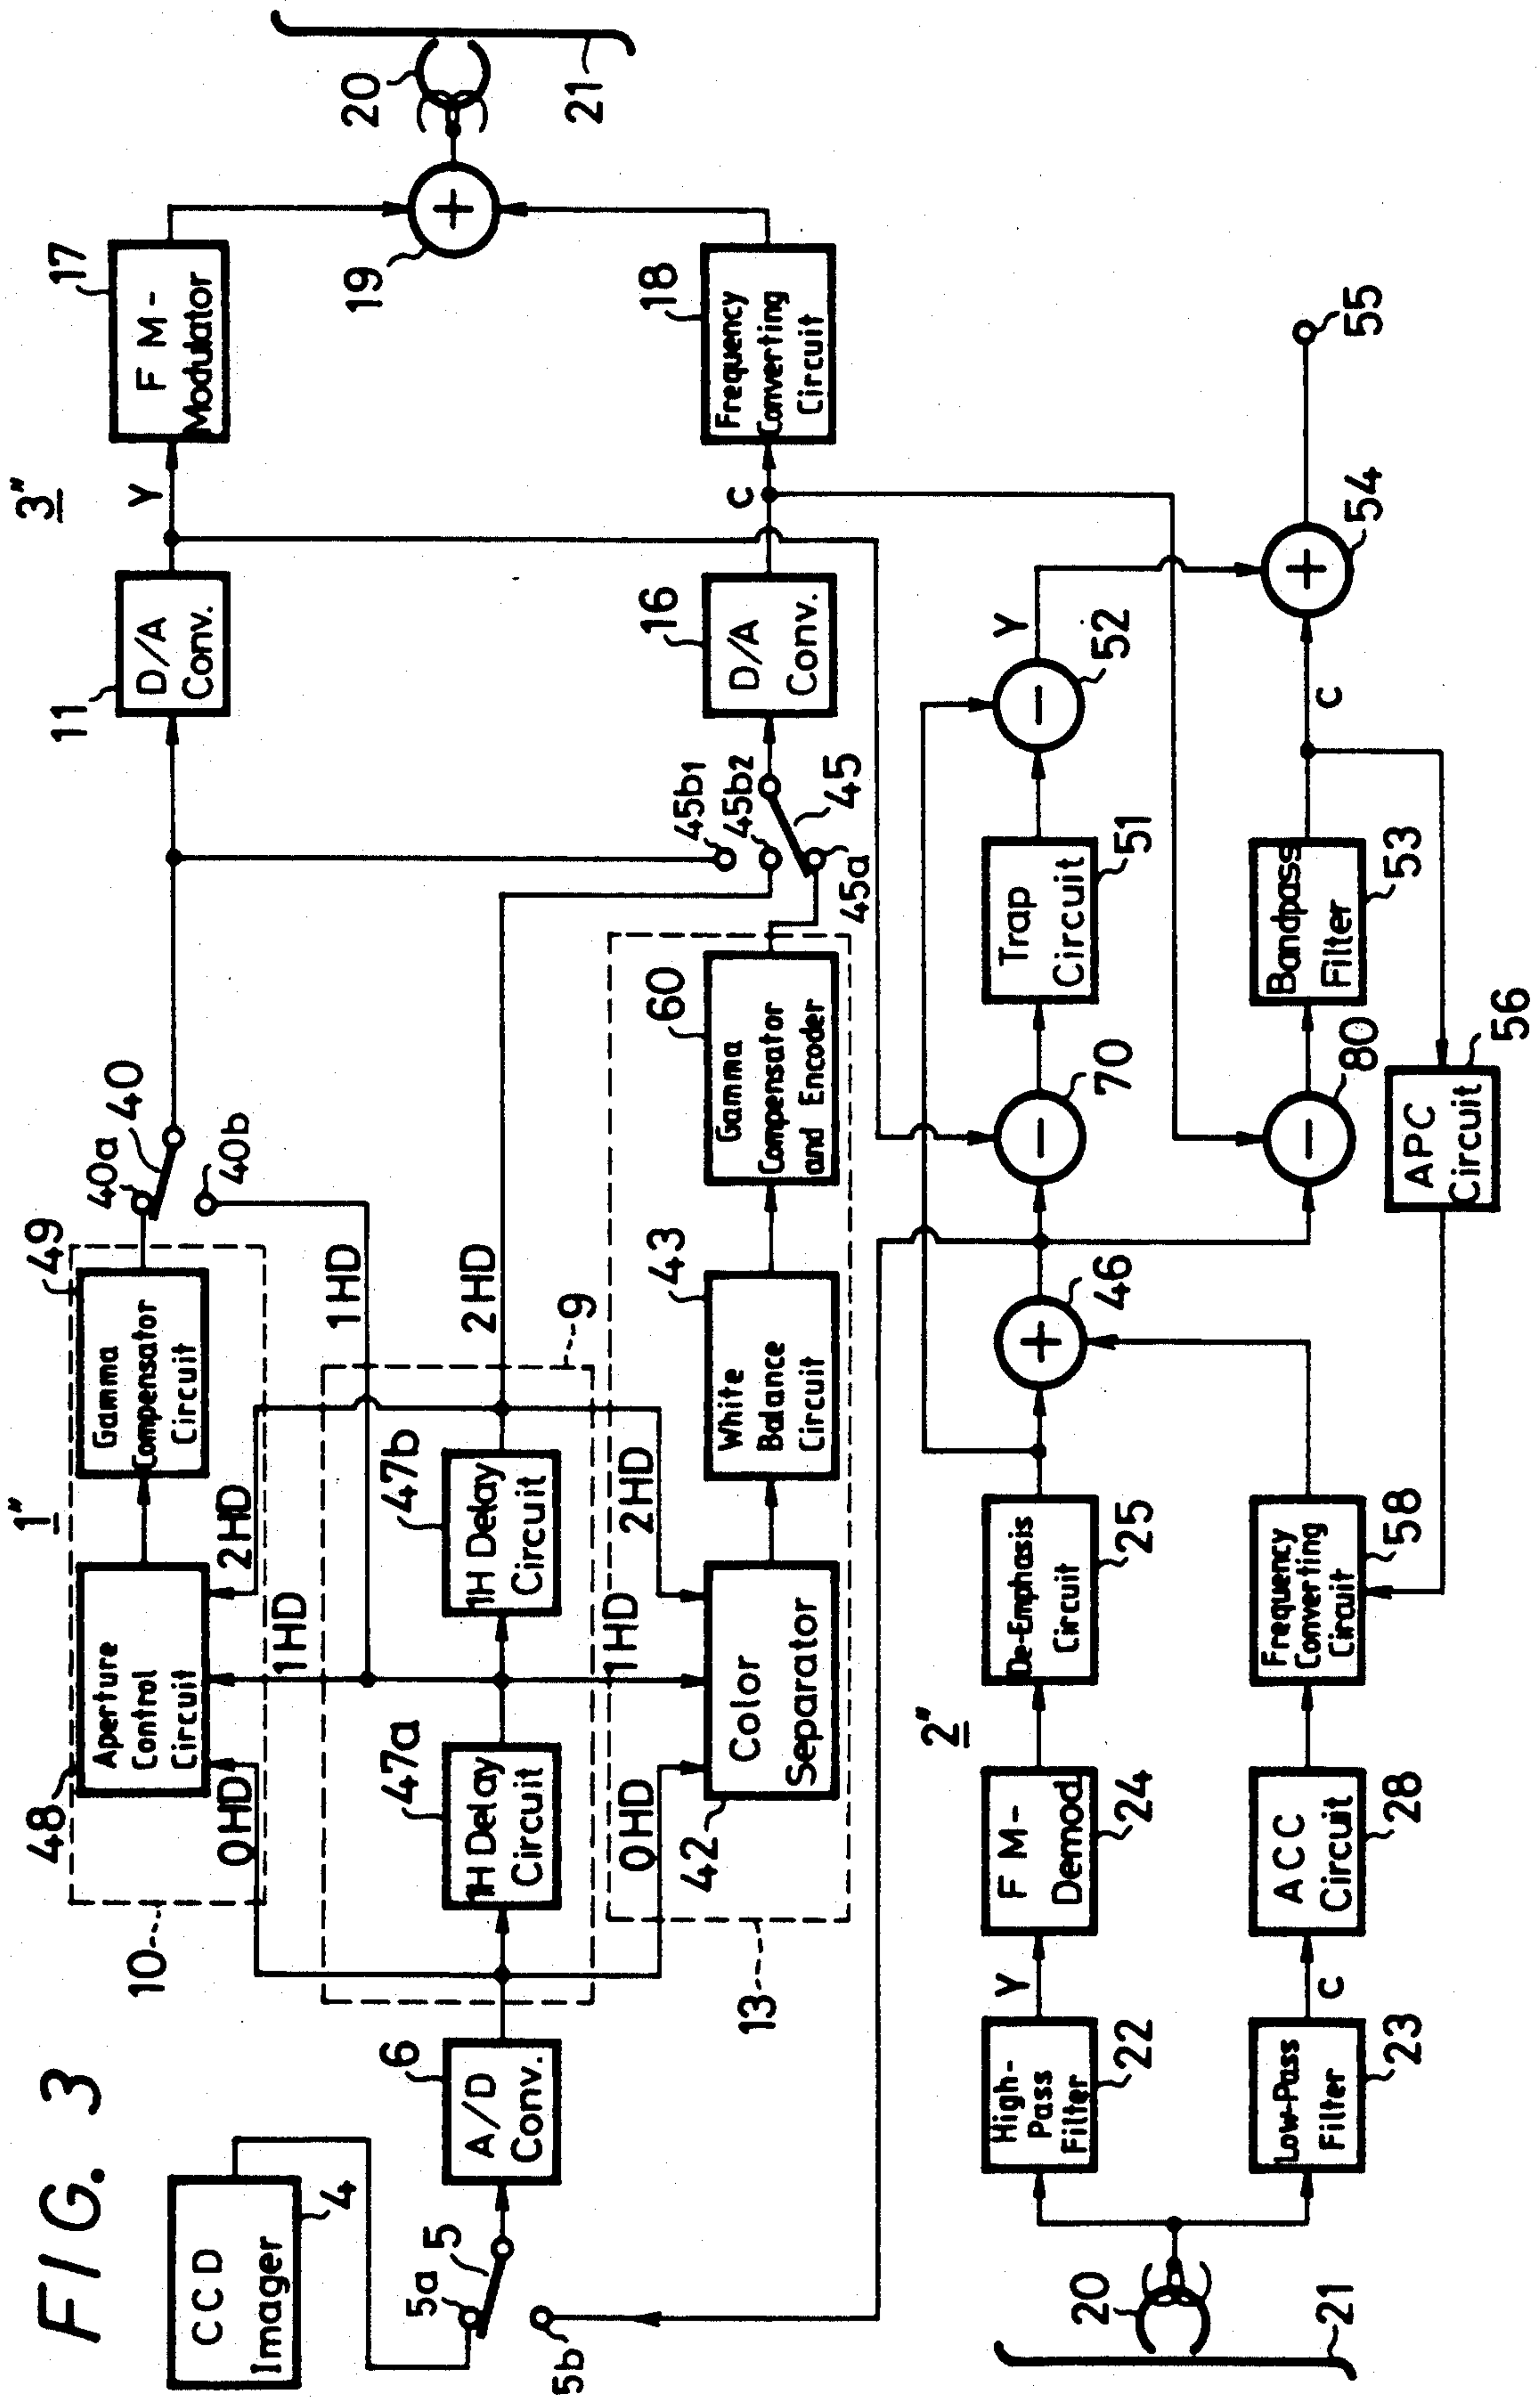 FIG. 3
CCD
Imager
4
5a
5
5b
6
A/D
Conv.
1"
10
48
Aperture
Control
Circuit
49
Gamma
Compensator
Circuit
0HD
1HD
2HD
40a
40
40b
1HD
2HD
9
47a
1H Delay
Circuit
47b
1H Delay
Circuit
0HD
1HD
2HD
13
42
Color
Separator
43
White
Balance
Circuit
60
Gamma
Compensator
and Encoder
45b1
45b2
45
45a
3"
11
D/A
Conv.
Y
17
FM-
Modulator
16
D/A
Conv.
C
18
Frequency
Converting
Circuit
19
+
20
21
2"
20
21
High-
Pass
Filter
22
Y
FM-
Demod
24
De-Emphasis
Circuit
25
+
46
−
70
Trap
Circuit
51
−
52
Y
Low-Pass
Filter
23
C
ACC
Circuit
28
Frequency
Converting
Circuit
58
−
80
Bandpass
Filter
53
C
+
54
55
APC
Circuit
56